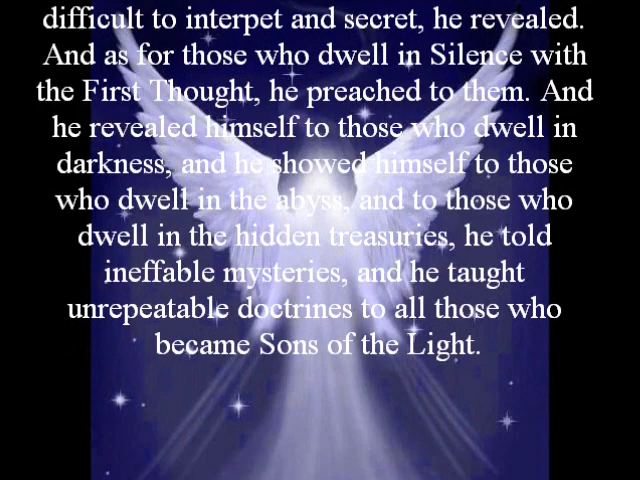 difficult to interpet and secret, he revealed.
And as for those who dwell in Silence with
the First Thought, he preached to them. And
he revealed himself to those who dwell in
darkness, and he showed himself to those
who dwell in the abyss, and to those who
dwell in the hidden treasuries, he told
ineffable mysteries, and he taught
unrepeatable doctrines to all those who
became Sons of the Light.